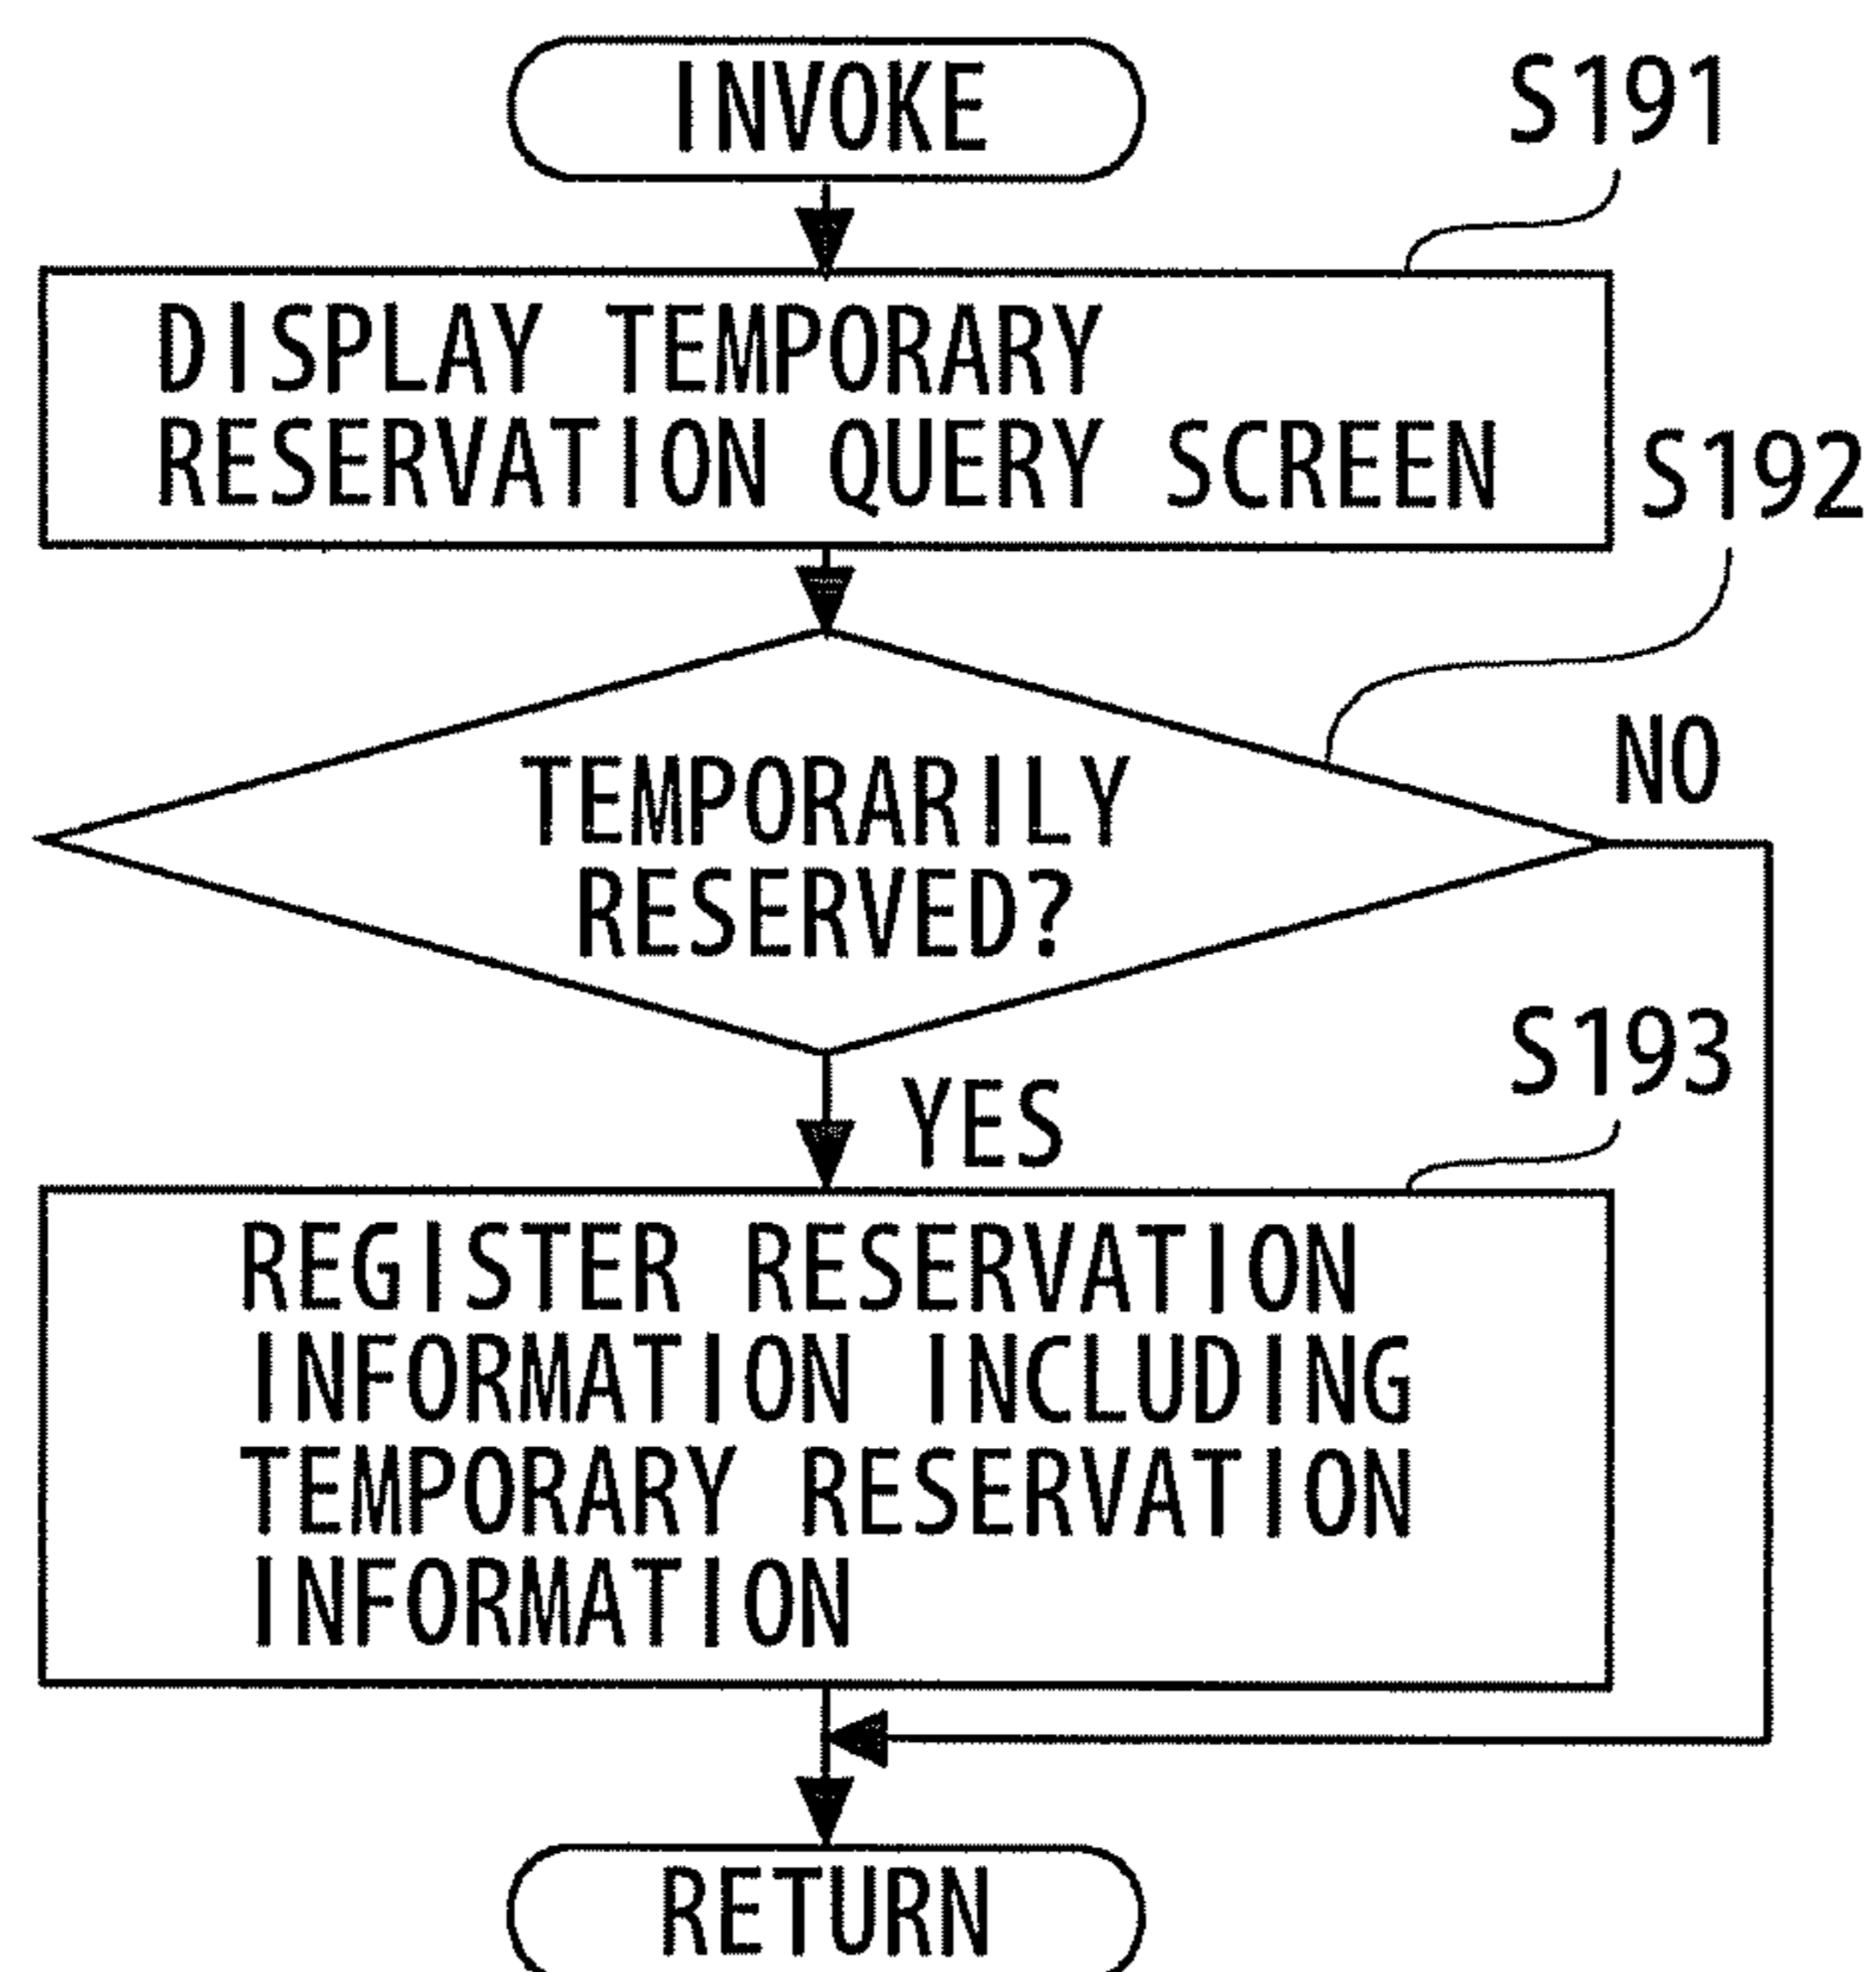 INVOKE
S191
DISPLAY TEMPORARY
RESERVATION QUERY SCREEN
S192
TEMPORARILY
RESERVED?
NO
YES
S193
REGISTER RESERVATION
INFORMATION INCLUDING
TEMPORARY RESERVATION
INFORMATION
RETURN